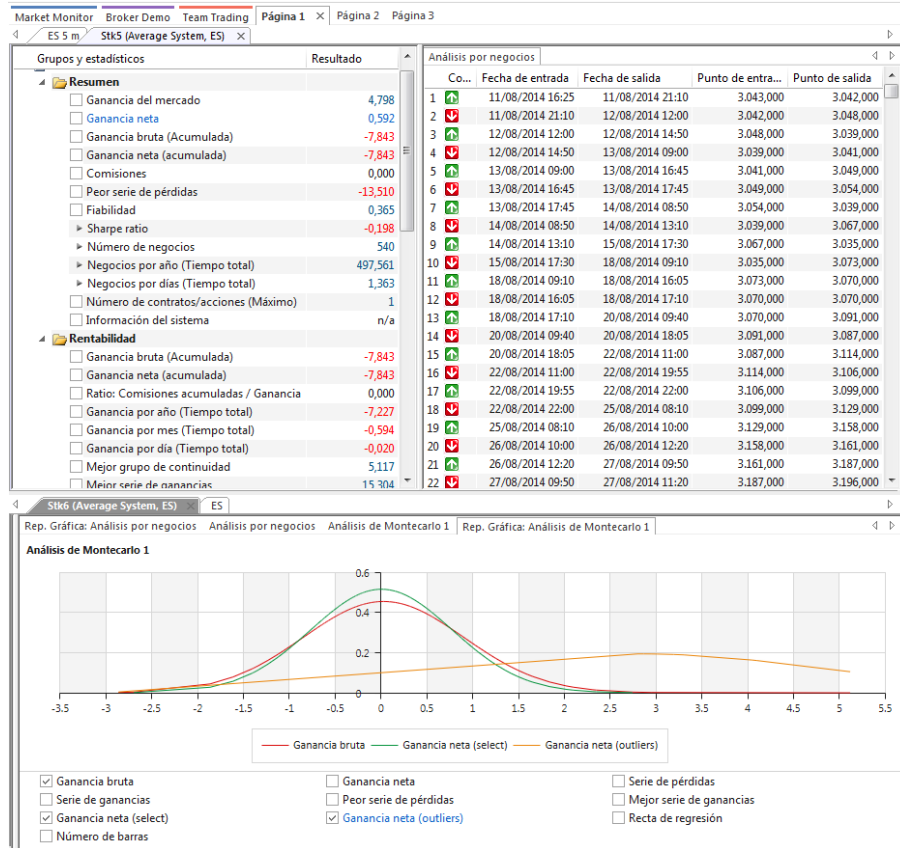 Market Monitor Broker Demo Team Trading Página 1 Página 2 Página 3
ES 5 m Stk5 (Average System, ES)
Grupos y estadísticos Resultado
Resumen
Ganancia del mercado 4,798
Ganancia neta 0,592
Ganancia bruta (Acumulada) -7,843
Ganancia neta (acumulada) -7,843
Comisiones 0,000
Peor serie de pérdidas -13,510
Fiabilidad 0,365
Sharpe ratio -0,198
Número de negocios 540
Negocios por año (Tiempo total) 497,561
Negocios por días (Tiempo total) 1,363
Número de contratos/acciones (Máximo) 1
Información del sistema n/a
Rentabilidad
Ganancia bruta (Acumulada) -7,843
Ganancia neta (acumulada) -7,843
Ratio: Comisiones acumuladas / Ganancia 0,000
Ganancia por año (Tiempo total) -7,227
Ganancia por mes (Tiempo total) -0,594
Ganancia por día (Tiempo total) -0,020
Mejor grupo de continuidad 5,117
Mejor serie de ganancias 15,304
Análisis por negocios
Co... Fecha de entrada Fecha de salida Punto de entra... Punto de salida
1 11/08/2014 16:25 11/08/2014 21:10 3.043,000 3.042,000
2 11/08/2014 21:10 12/08/2014 12:00 3.042,000 3.048,000
3 12/08/2014 12:00 12/08/2014 14:50 3.048,000 3.039,000
4 12/08/2014 14:50 13/08/2014 09:00 3.039,000 3.041,000
5 13/08/2014 09:00 13/08/2014 16:45 3.041,000 3.049,000
6 13/08/2014 16:45 13/08/2014 17:45 3.049,000 3.054,000
7 13/08/2014 17:45 14/08/2014 08:50 3.054,000 3.039,000
8 14/08/2014 08:50 14/08/2014 13:10 3.039,000 3.067,000
9 14/08/2014 13:10 15/08/2014 17:30 3.067,000 3.035,000
10 15/08/2014 17:30 18/08/2014 09:10 3.035,000 3.073,000
11 18/08/2014 09:10 18/08/2014 16:05 3.073,000 3.070,000
12 18/08/2014 16:05 18/08/2014 17:10 3.070,000 3.070,000
13 18/08/2014 17:10 20/08/2014 09:40 3.070,000 3.091,000
14 20/08/2014 09:40 20/08/2014 18:05 3.091,000 3.087,000
15 20/08/2014 18:05 22/08/2014 11:00 3.087,000 3.114,000
16 22/08/2014 11:00 22/08/2014 19:55 3.114,000 3.106,000
17 22/08/2014 19:55 22/08/2014 22:00 3.106,000 3.099,000
18 22/08/2014 22:00 25/08/2014 08:10 3.099,000 3.129,000
19 25/08/2014 08:10 26/08/2014 10:00 3.129,000 3.158,000
20 26/08/2014 10:00 26/08/2014 12:20 3.158,000 3.161,000
21 26/08/2014 12:20 27/08/2014 09:50 3.161,000 3.187,000
22 27/08/2014 09:50 27/08/2014 11:20 3.187,000 3.196,000
Stk6 (Average System, ES) ES
Rep. Gráfica: Análisis por negocios Análisis por negocios Análisis de Montecarlo 1 Rep. Gráfica: Análisis de Montecarlo 1
Análisis de Montecarlo 1
0.6
0.4
0.2
0
-3.5 -3 -2.5 -2 -1.5 -1 -0.5 0 0.5 1 1.5 2 2.5 3 3.5 4 4.5 5 5.5
Ganancia bruta Ganancia neta (select) Ganancia neta (outliers)
Ganancia bruta Ganancia neta Serie de pérdidas
Serie de ganancias Peor serie de pérdidas Mejor serie de ganancias
Ganancia neta (select) Ganancia neta (outliers) Recta de regresión
Número de barras